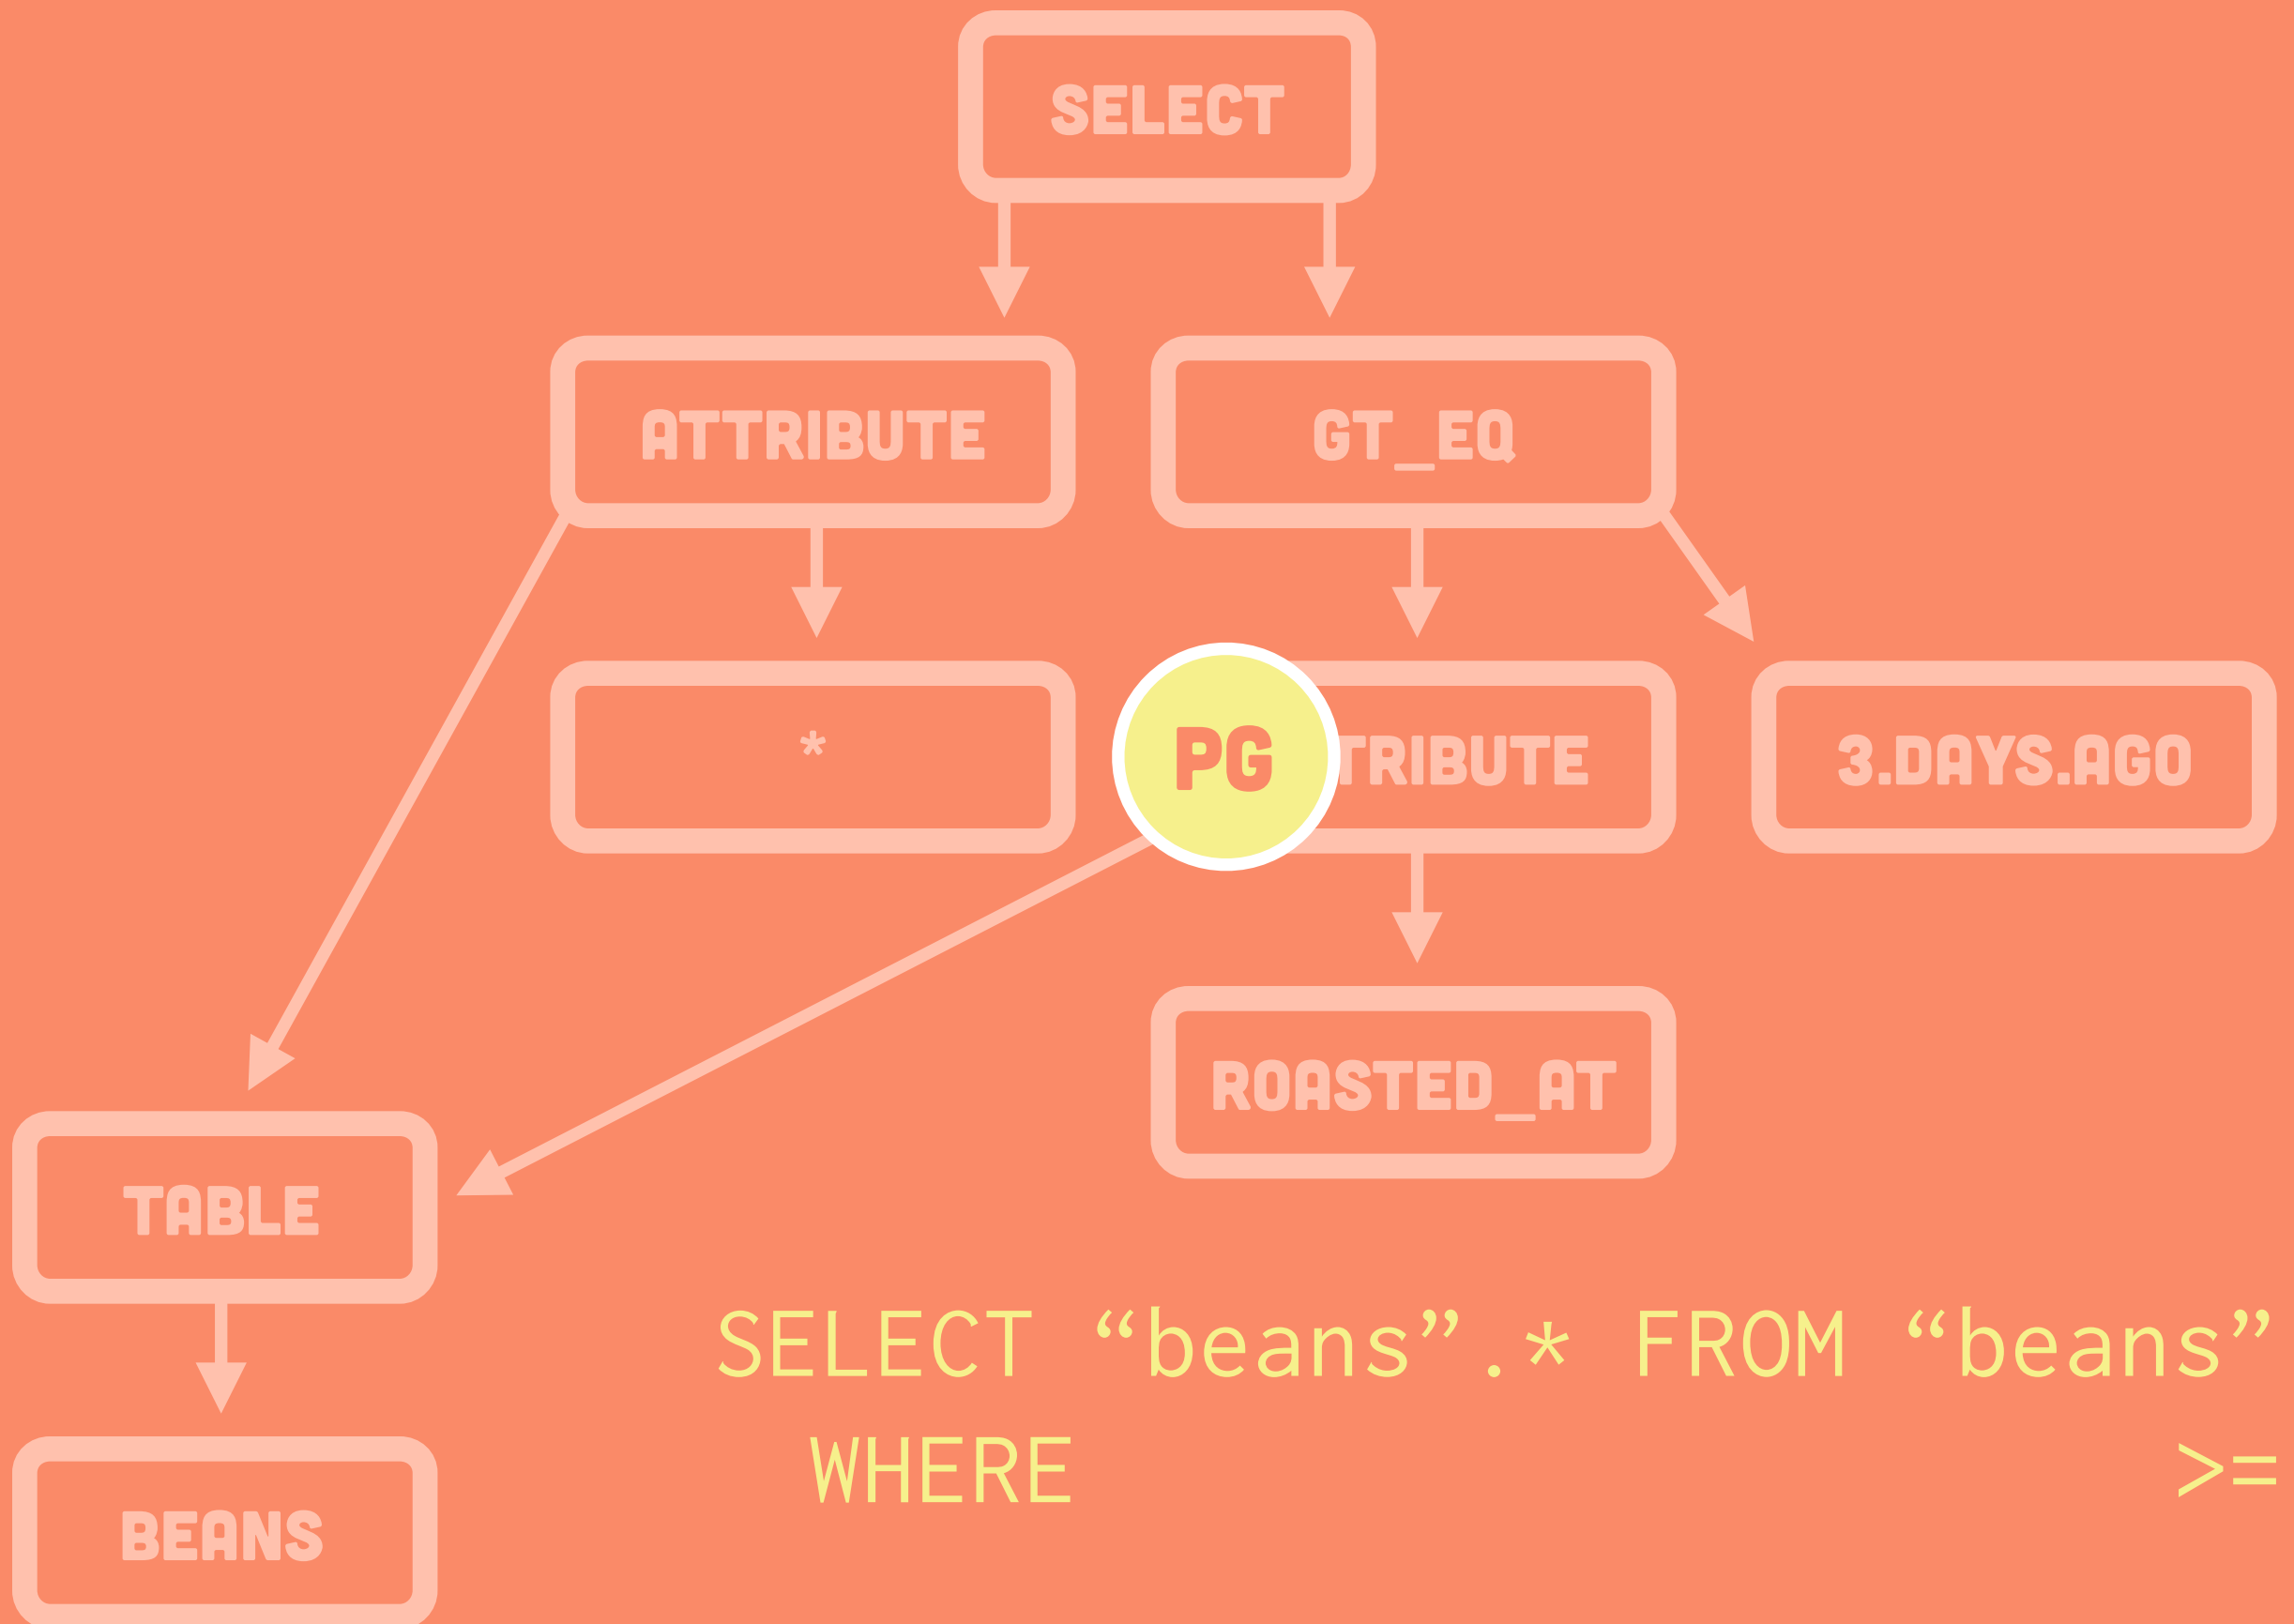 SELECT
ATTRIBUTE
GT_EQ
*
PG
TRIBUTE
3.DAYS.AGO
ROASTED_AT
TABLE
BEANS
SELECT “beans”.* FROM “beans”
WHERE >=